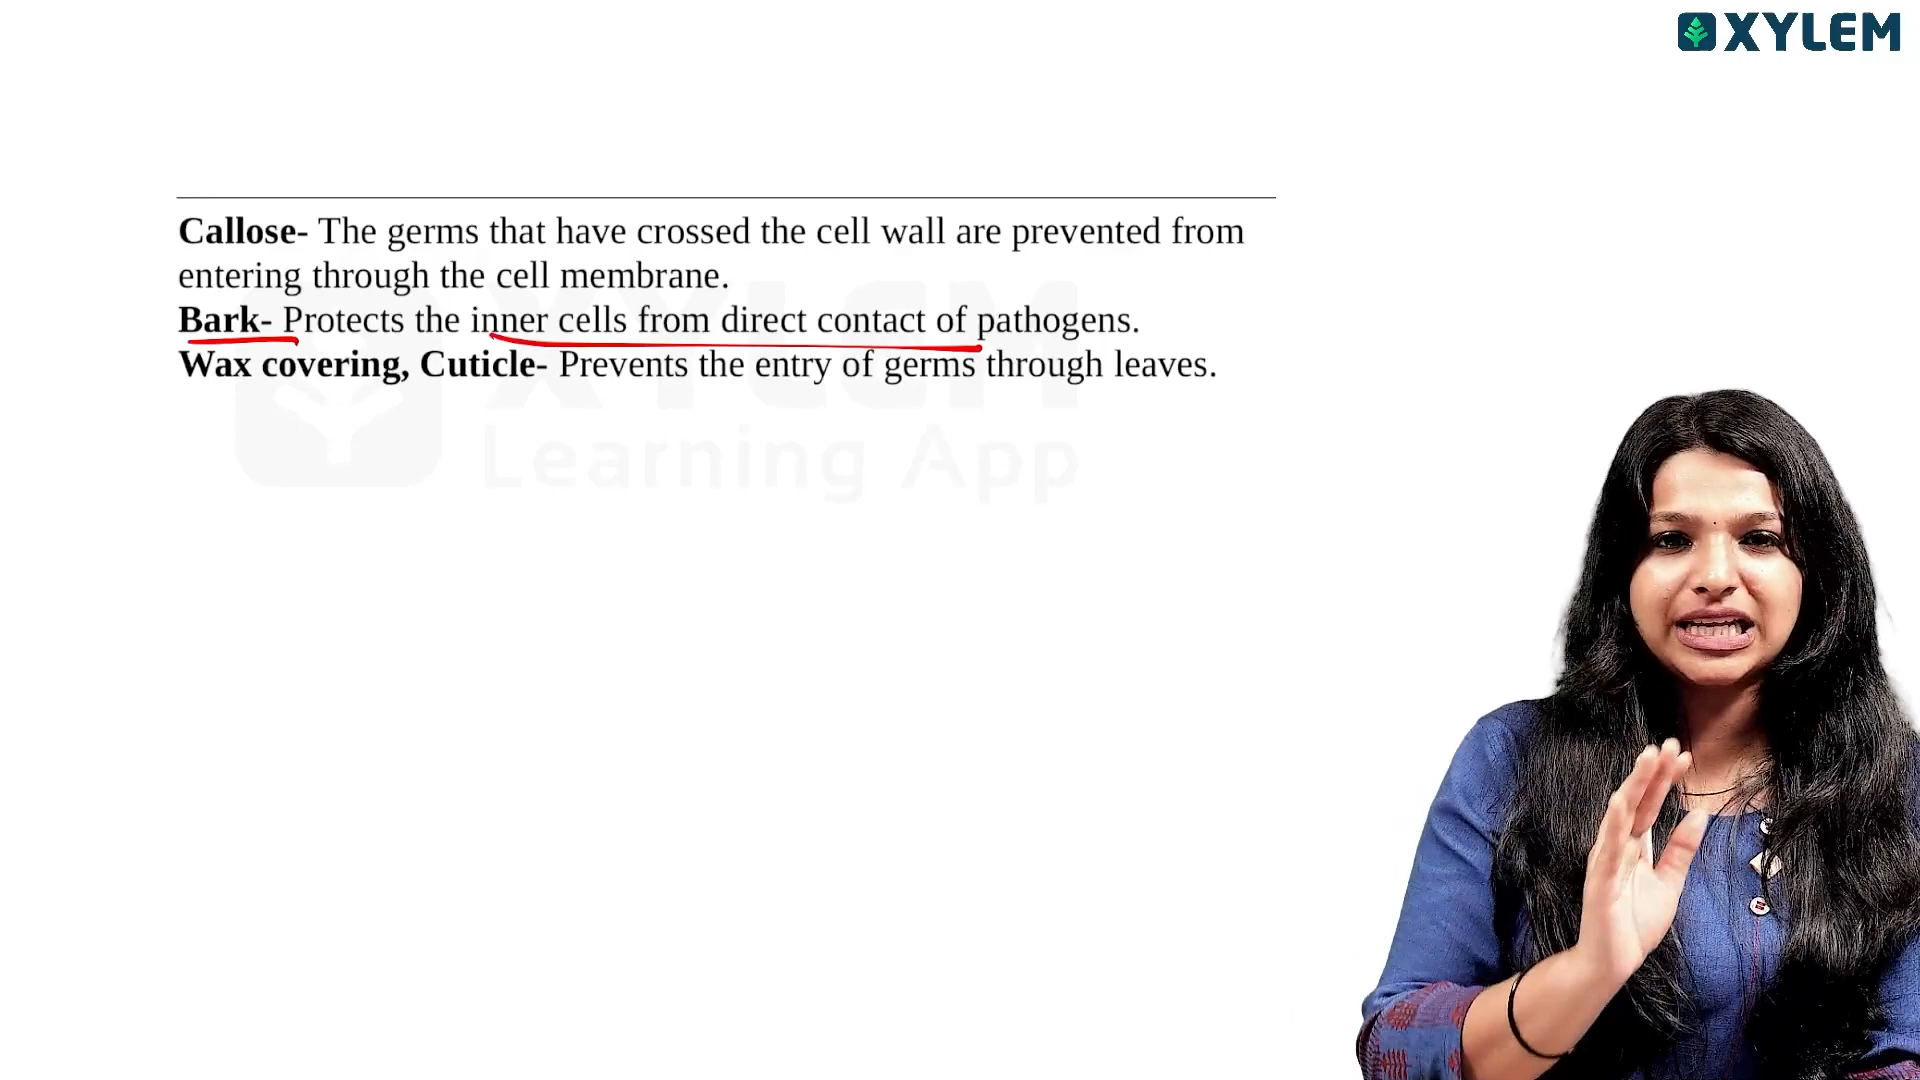 XYLEM
Callose- The germs that have crossed the cell wall are prevented from
entering through the cell membrane.
Bark- Protects the inner cells from direct contact of pathogens.
Wax covering, Cuticle- Prevents the entry of germs through leaves.
XYLEM
Learning App